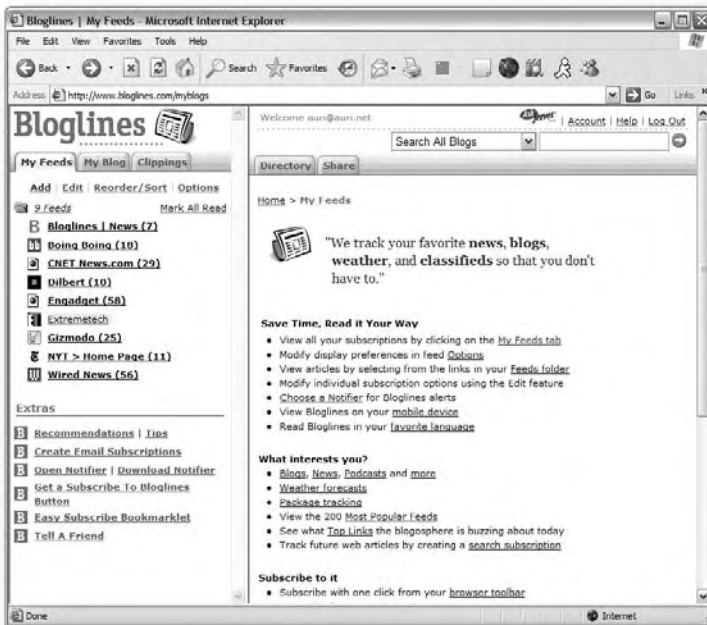 Bloglines | My Feeds - Microsoft Internet Explorer
File Edit View Favorites Tools Help
Back Search Favorites
Address http://www.bloglines.com/myblogs Go Links »
Bloglines
My Feeds My Blog Clippings
Add | Edit | Reorder/Sort | Options
9 Feeds Mark All Read
Bloglines | News (7)
Boing Boing (18)
CNET News.com (29)
Dilbert (10)
Engadget (58)
Extremetech
Gizmodo (25)
NYT > Home Page (11)
Wired News (56)
Extras
Recommendations | Tips
Create Email Subscriptions
Open Notifier | Download Notifier
Get a Subscribe To Bloglines
Button
Easy Subscribe Bookmarklet
Tell A Friend
Welcome auri@auri.net
| Account | Help | Log Out
Search All Blogs
Directory Share
Home > My Feeds
"We track your favorite news, blogs,
weather, and classifieds so that you don't
have to."
Save Time, Read it Your Way
• View all your subscriptions by clicking on the My Feeds tab
• Modify display preferences in feed Options
• View articles by selecting from the links in your Feeds folder
• Modify individual subscription options using the Edit feature
• Choose a Notifier for Bloglines alerts
• View Bloglines on your mobile device
• Read Bloglines in your favorite language
What interests you?
• Blogs, News, Podcasts and more
• Weather forecasts
• Package tracking
• View the 200 Most Popular Feeds
• See what Top Links the blogosphere is buzzing about today
• Track future web articles by creating a search subscription
Subscribe to it
• Subscribe with one click from your browser toolbar
Done Internet